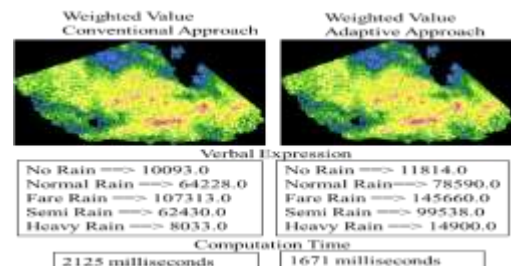 Weighted Value
Conventional Approach
Weighted Value
Adaptive Approach
Verbal Expression
No Rain ==> 10093.0
Normal Rain ==> 64228.0
Fare Rain ==> 107313.0
Semi Rain ==> 62430.0
Heavy Rain ==> 8033.0
No Rain ==> 11814.0
Normal Rain==> 78590.0
Fare Rain ==> 145660.0
Semi Rain ==> 99538.0
Heavy Rain ==> 14900.0
Computation Time
2125 milliseconds
1671 milliseconds